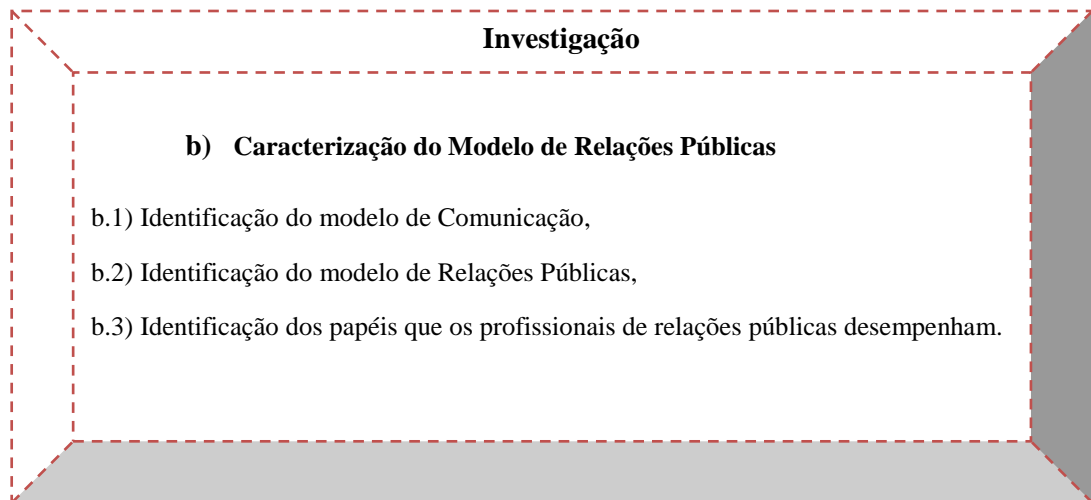 Investigação
b) Caracterização do Modelo de Relações Públicas
b.1) Identificação do modelo de Comunicação,
b.2) Identificação do modelo de Relações Públicas,
b.3) Identificação dos papéis que os profissionais de relações públicas desempenham.